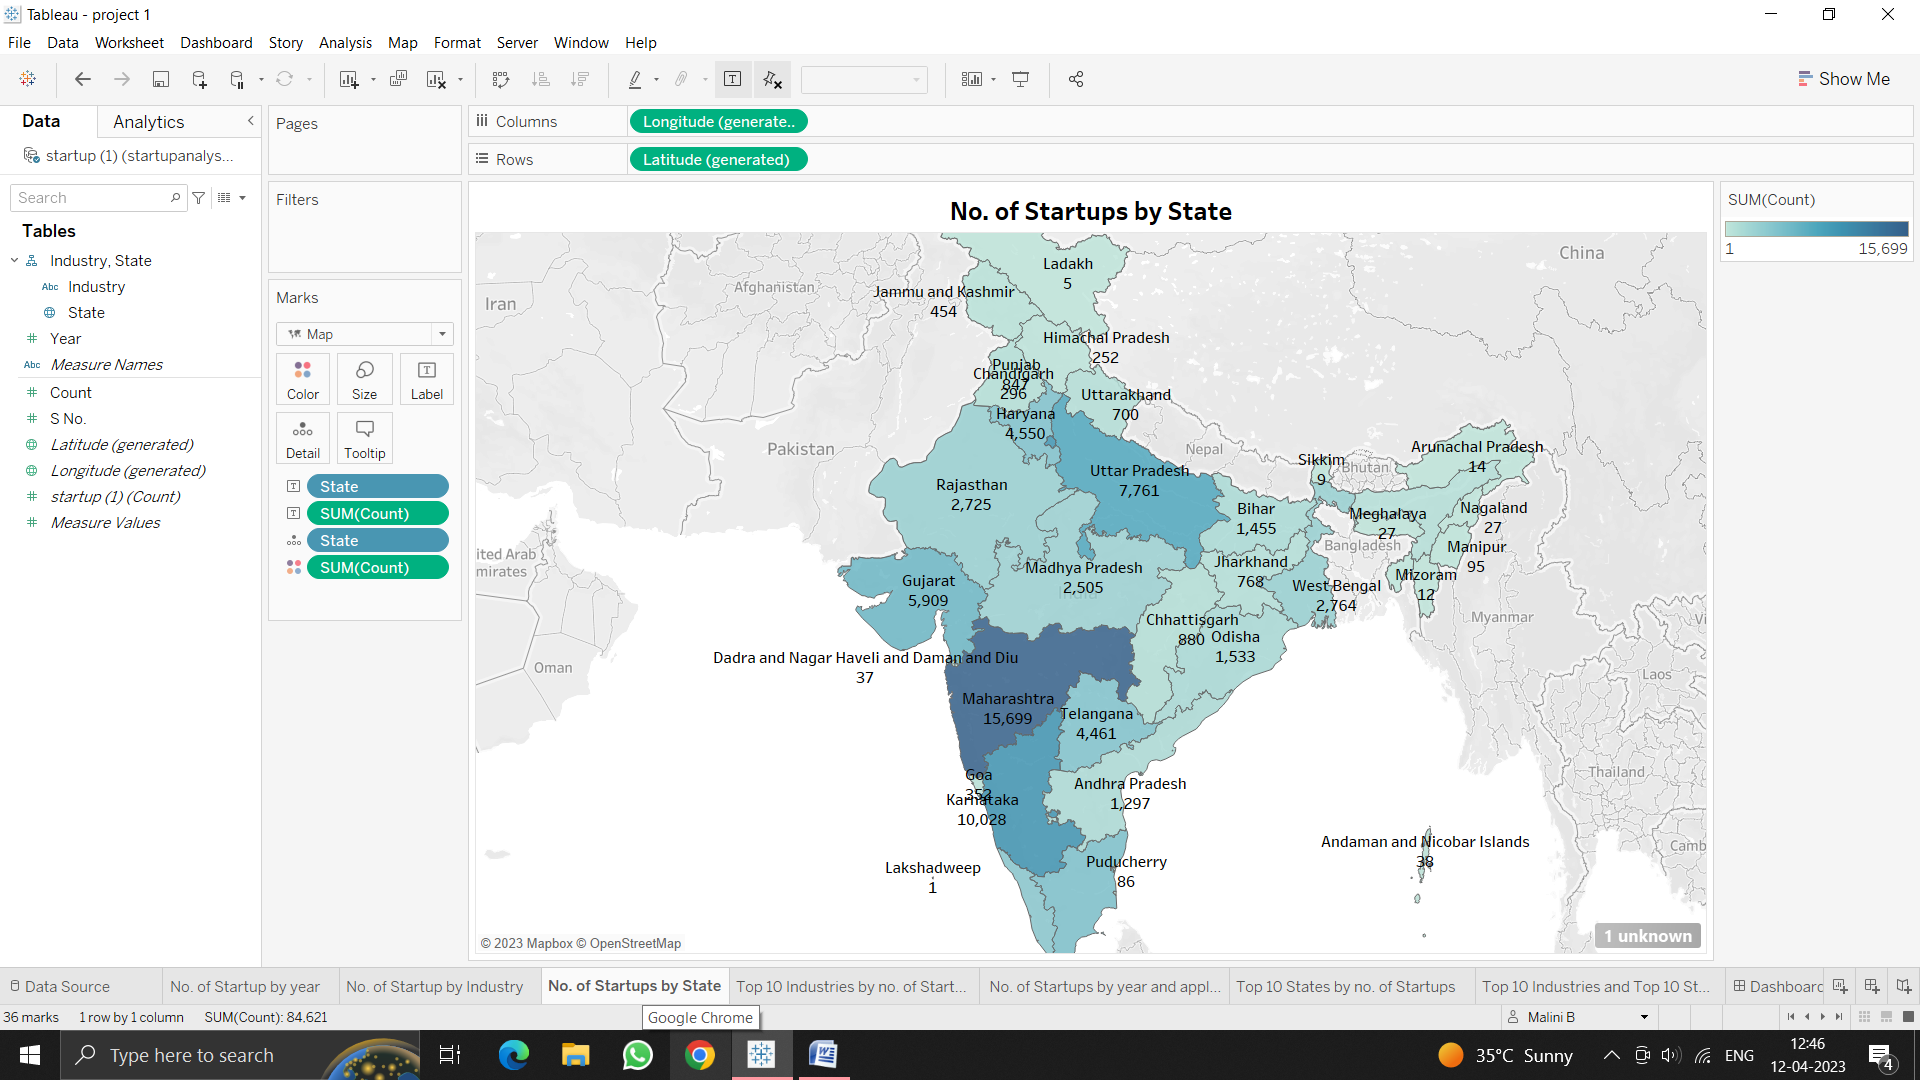 Tableau - project 1
File Data Worksheet Dashboard Story Analysis Map Format Server Window Help
Show Me
Data Analytics
startup (1) (startupanalys...
Search
Tables
Industry, State
Abc Industry
State
Year
Abc Measure Names
Count
S No.
Latitude (generated)
Longitude (generated)
startup (1) (Count)
Measure Values
Pages
Filters
Marks
Map
Color Size Label
Detail Tooltip
State
SUM(Count)
State
SUM(Count)
Columns Longitude (generate..
Rows Latitude (generated)
No. of Startups by State
SUM(Count)
1 15,699
Iran
Afghanistan
China
Pakistan
Nepal
Bhutan
Bangladesh
India
Myanmar
Laos
Thailand
Camb
Vi
ited Arab
mirates
Oman
Ladakh
5
Jammu and Kashmir
454
Himachal Pradesh
252
Punjab
847
Chandigarh
296
Uttarakhand
700
Haryana
4,550
Arunachal Pradesh
14
Sikkim
9
Uttar Pradesh
7,761
Rajasthan
2,725
Bihar
1,455
Meghalaya
27
Nagaland
27
Manipur
95
Jharkhand
768
Madhya Pradesh
2,505
Mizoram
12
West Bengal
2,764
Gujarat
5,909
Chhattisgarh
880
Odisha
1,533
Dadra and Nagar Haveli and Daman and Diu
37
Maharashtra
15,699
Telangana
4,461
Goa
352
Karnataka
10,028
Andhra Pradesh
1,297
Andaman and Nicobar Islands
38
Lakshadweep
1
Puducherry
86
© 2023 Mapbox © OpenStreetMap
1 unknown
Data Source No. of Startup by year No. of Startup by Industry No. of Startups by State Top 10 Industries by no. of Start... No. of Startups by year and appl... Top 10 States by no. of Startups Top 10 Industries and Top 10 St... Dashboard
36 marks 1 row by 1 column SUM(Count): 84,621
Google Chrome
Malini B
Type here to search
35°C Sunny
ENG
12:46
12-04-2023
4